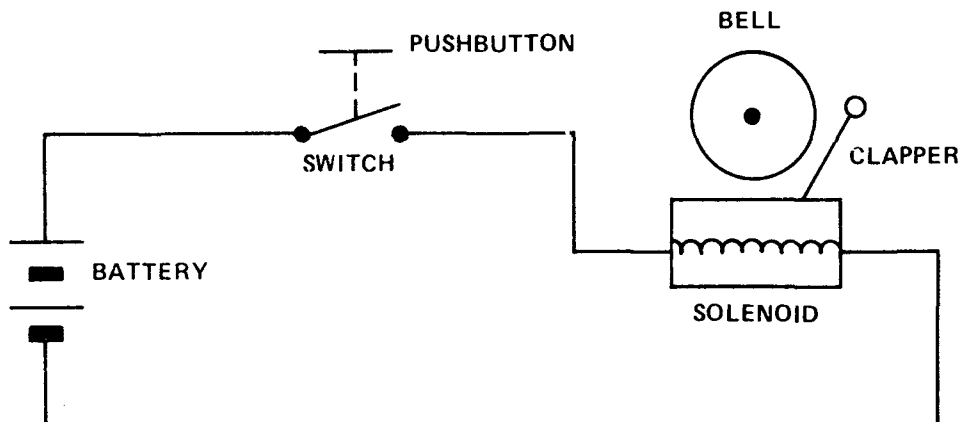 BELL
PUSHBUTTON
SWITCH
CLAPPER
BATTERY
SOLENOID